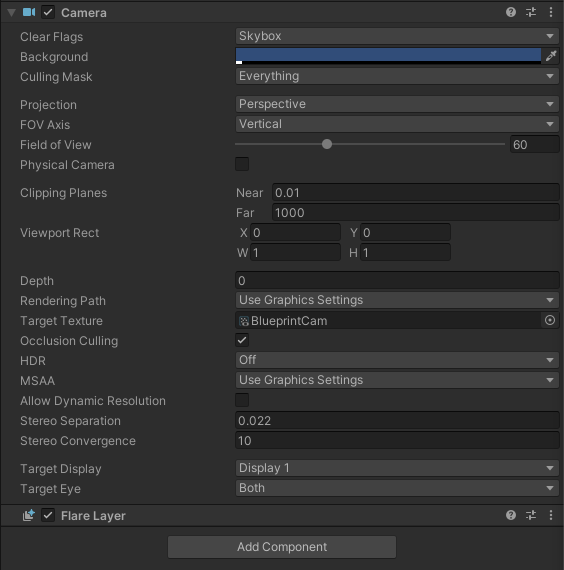 Camera
Clear Flags Skybox
Background
Culling Mask Everything
Projection Perspective
FOV Axis Vertical
Field of View 60
Physical Camera
Clipping Planes Near 0.01
Far 1000
Viewport Rect X 0 Y 0
W 1 H 1
Depth 0
Rendering Path Use Graphics Settings
Target Texture BlueprintCam
Occlusion Culling
HDR Off
MSAA Use Graphics Settings
Allow Dynamic Resolution
Stereo Separation 0.022
Stereo Convergence 10
Target Display Display 1
Target Eye Both
Flare Layer
Add Component